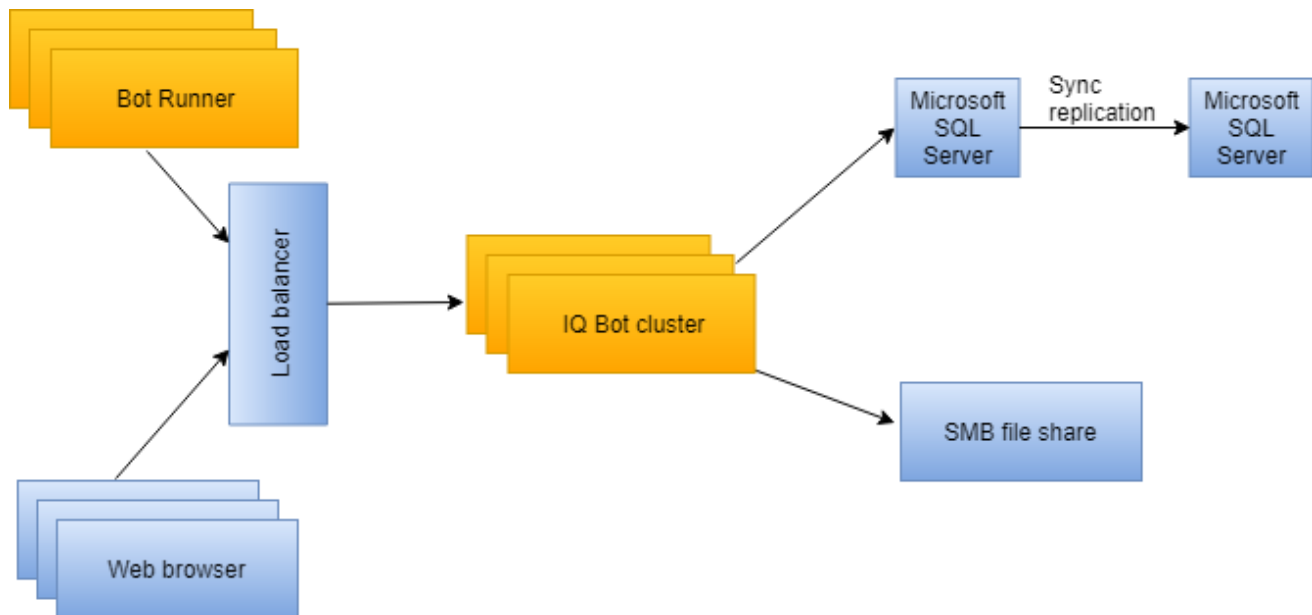 Bot Runner
Microsoft
SQL
Server
Sync
replication
Microsoft
SQL
Server
Load balancer
IQ Bot cluster
SMB file share
Web browser